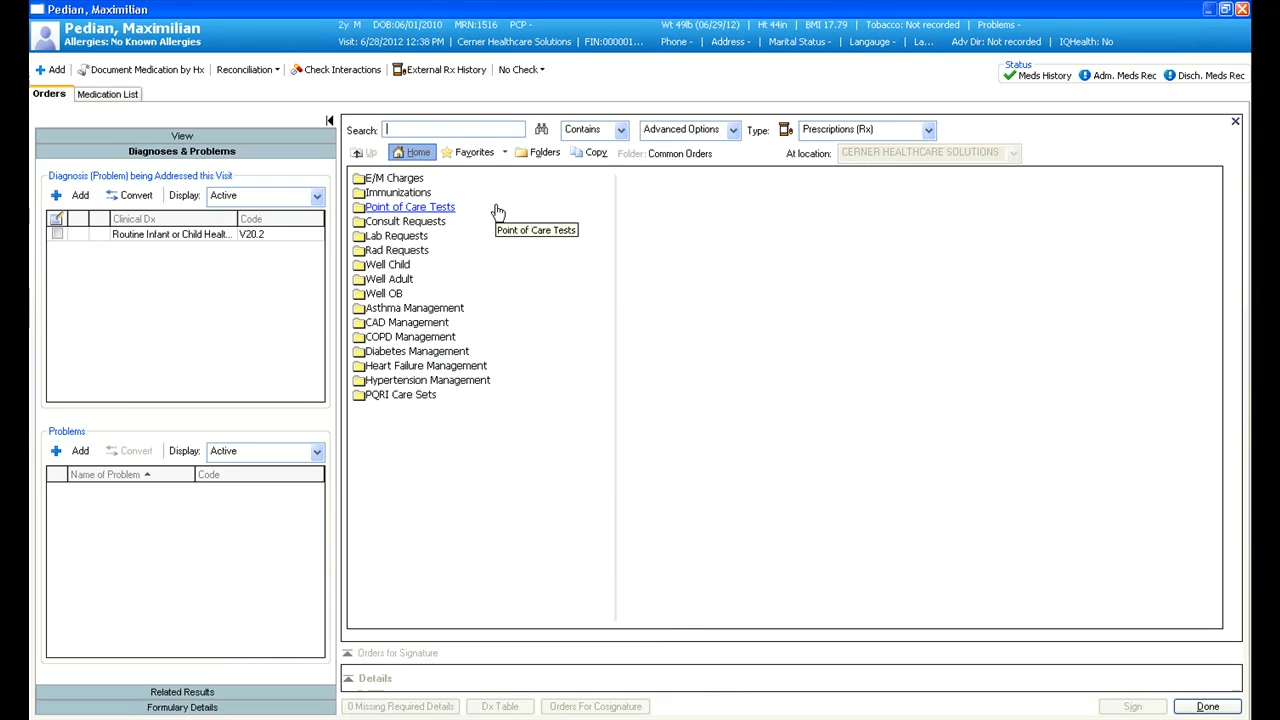 Pedian, Maximilian
Pedian, Maximilian
Allergies: No Known Allergies
2y M DOB:06/01/2010 MRN:1516 PCP -
Visit: 6/28/2012 12:38 PM Cerner Healthcare Solutions FIN:000001...
Wt 49lb (06/29/12) Ht 44in BMI 17.79 Tobacco: Not recorded Problems -
Phone - Address - Marital Status - Langauge - La... Adv Dir: Not recorded IQHealth: No
Add Document Medication by Hx Reconciliation Check Interactions External Rx History No Check
Status
Meds History Adm. Meds Rec Disch. Meds Rec
Orders Medication List
View
Diagnoses & Problems
Diagnosis (Problem) being Addressed this Visit
Add Convert Display: Active
Clinical Dx Code
Routine Infant or Child Healt... V20.2
Problems
Add Convert Display: Active
Name of Problem Code
Related Results
Formulary Details
Search: Contains Advanced Options Type: Prescriptions (Rx)
Up Home Favorites Folders Copy Folder: Common Orders At location: CERNER HEALTHCARE SOLUTIONS
E/M Charges
Immunizations
Point of Care Tests
Point of Care Tests
Consult Requests
Lab Requests
Rad Requests
Well Child
Well Adult
Well OB
Asthma Management
CAD Management
COPD Management
Diabetes Management
Heart Failure Management
Hypertension Management
PQRI Care Sets
Orders for Signature
Details
0 Missing Required Details Dx Table Orders For Cosignature Sign Done